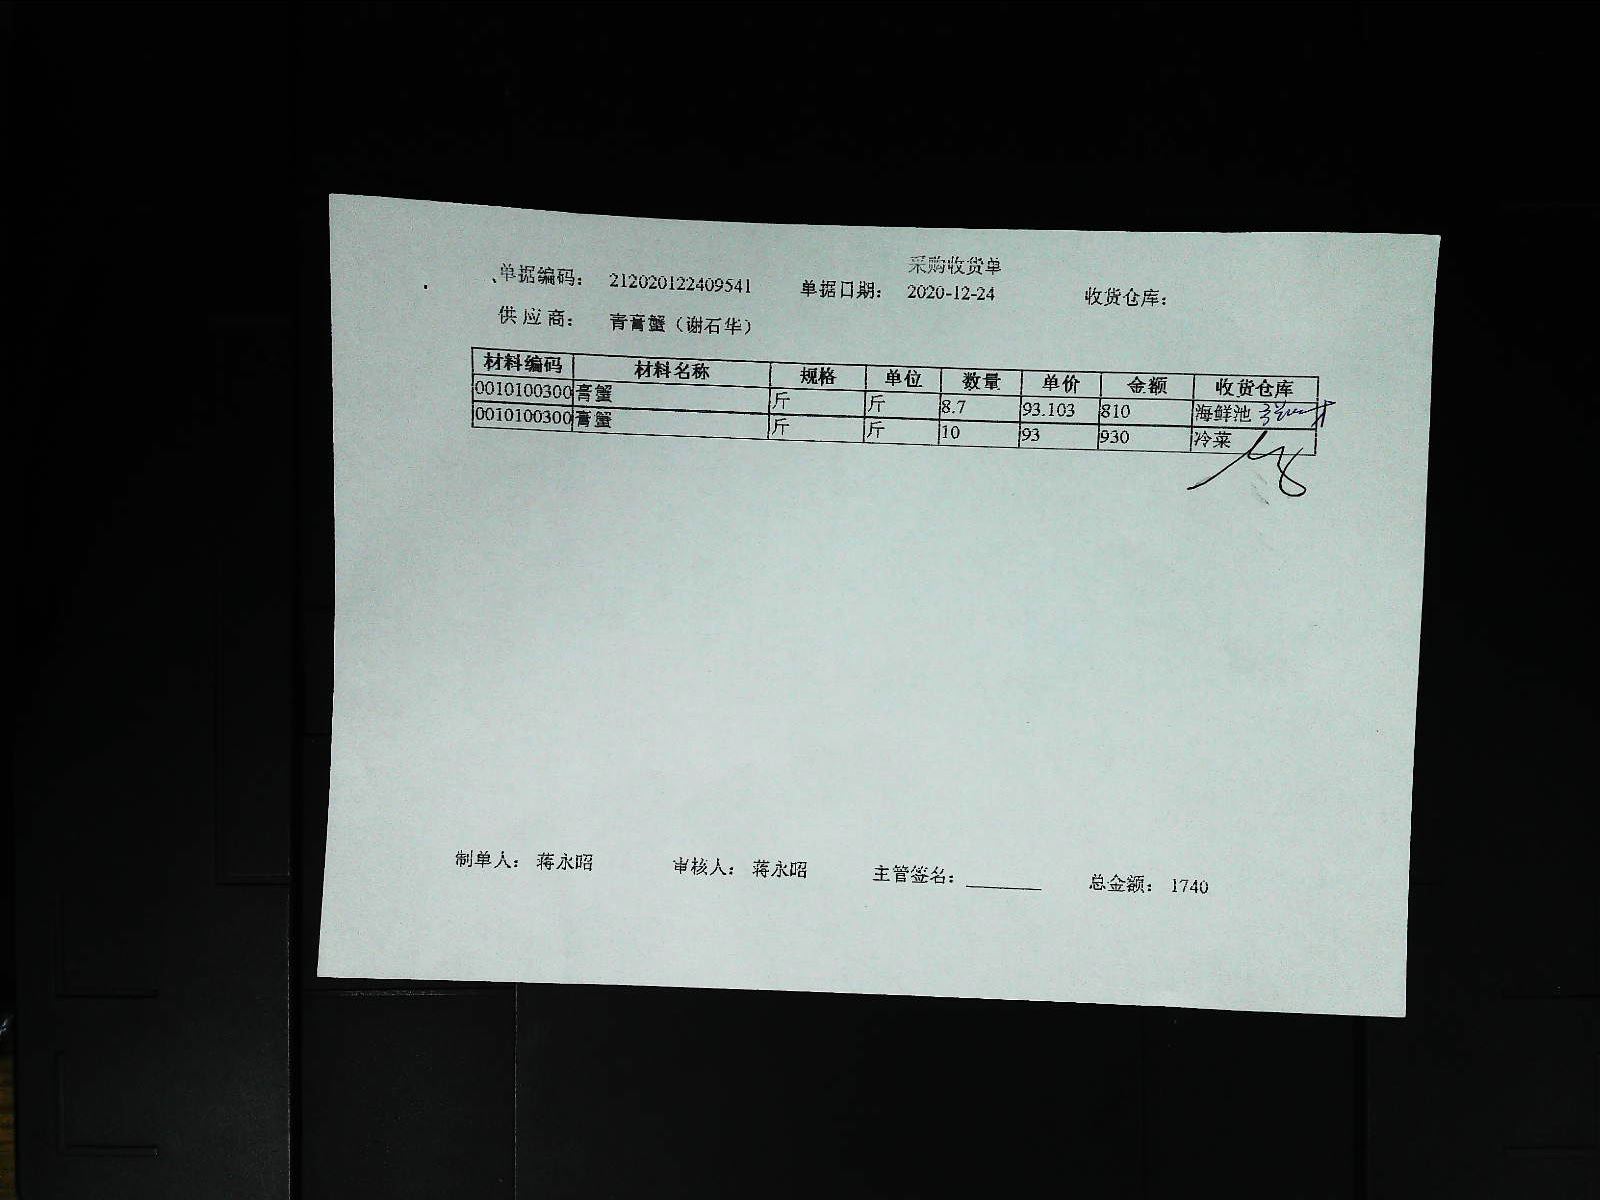 采购收货单
单据编码： 212020122409541 单据日期： 2020-12-24 收货仓库：
供应商： 青膏蟹（谢石华）
材料编码 材料名称 规格 单位 数量 单价 金额 收货仓库
0010100300 膏蟹 斤 斤 8.7 93.103 810 海鲜池
0010100300 膏蟹 斤 斤 10 93 930 冷菜
制单人： 蒋永昭 审核人： 蒋永昭 主管签名： 总金额： 1740